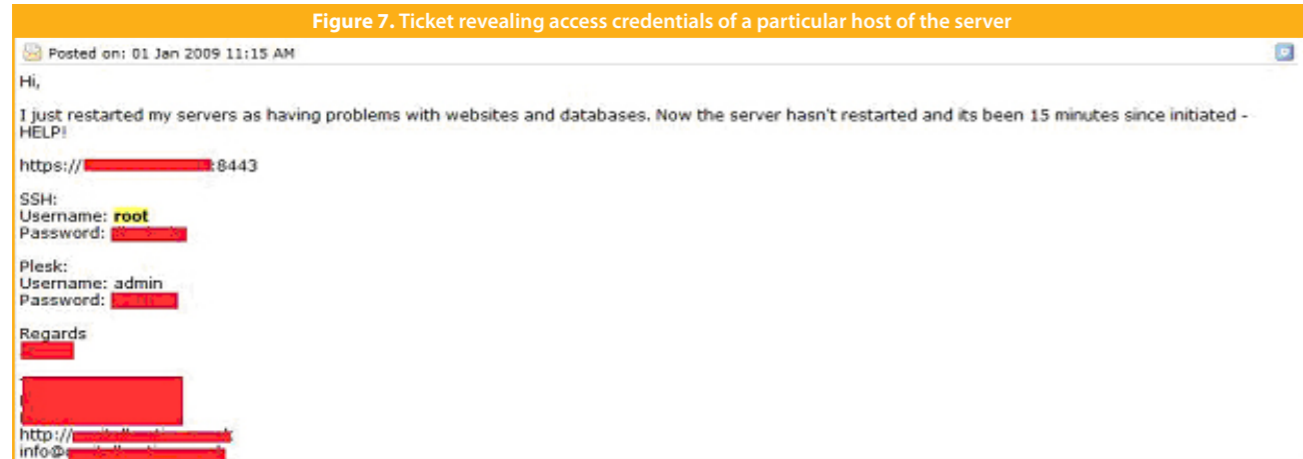 Figure 7. Ticket revealing access credentials of a particular host of the server
Posted on: 01 Jan 2009 11:15 AM
Hi,
I just restarted my servers as having problems with websites and databases. Now the server hasn't restarted and its been 15 minutes since initiated -
HELP!
https:// :8443
SSH:
Username: root
Password:
Plesk:
Username: admin
Password:
Regards
http://
info@